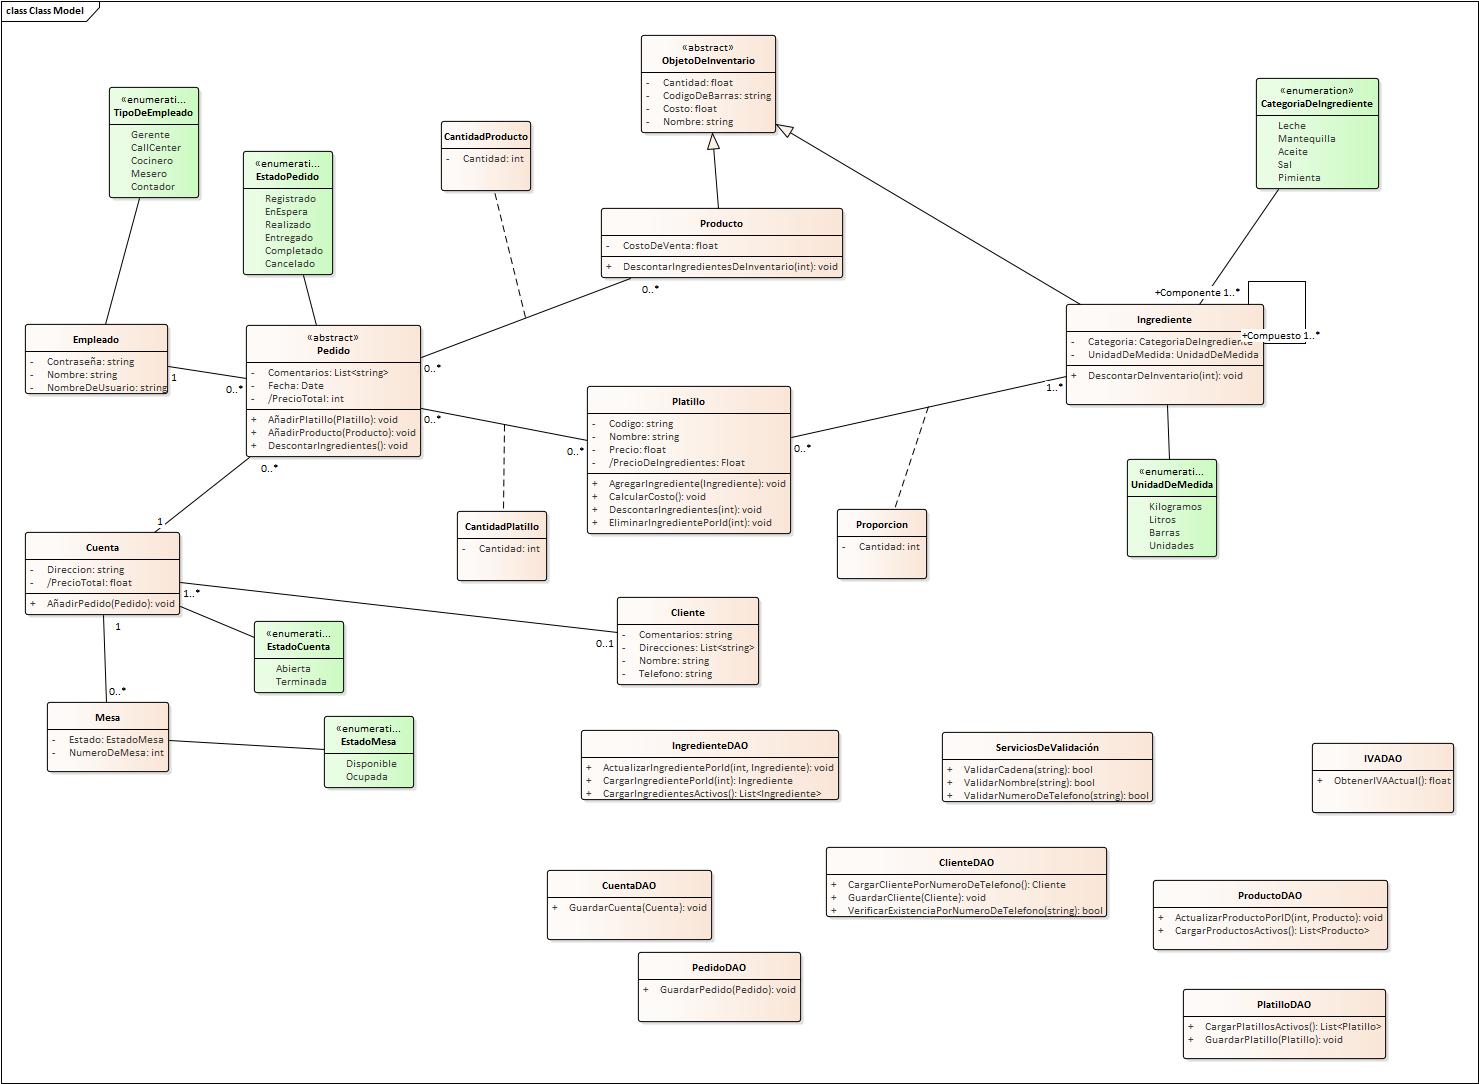 class Class Model
«abstract»
ObjetoDeInventario
- Cantidad: float
- CodigoDeBarras: string
- Costo: float
- Nombre: string
«enumerati...
TipoDeEmpleado
Gerente
CallCenter
Cocinero
Mesero
Contador
«enumeration»
CategoriaDeIngrediente
Leche
Mantequilla
Aceite
Sal
Pimienta
CantidadProducto
- Cantidad: int
«enumerati...
EstadoPedido
Registrado
EnEspera
Realizado
Entregado
Completado
Cancelado
Producto
- CostoDeVenta: float
+ DescontarIngredientesDeInventario(int): void
0..*
+Componente 1..*
+Compuesto 1..*
Ingrediente
- Categoria: CategoriaDeIngrediente
- UnidadDeMedida: UnidadDeMedida
+ DescontarDeInventario(int): void
1..*
Empleado
- Contraseña: string
- Nombre: string
- NombreDeUsuario: string
1
0..*
«abstract»
Pedido
- Comentarios: List<string>
- Fecha: Date
- /PrecioTotal: int
+ AñadirPlatillo(Platillo): void
+ AñadirProducto(Producto): void
+ DescontarIngredientes(): void
0..*
0..*
0..*
Platillo
- Codigo: string
- Nombre: string
- Precio: float
- /PrecioDeIngredientes: Float
+ AgregarIngrediente(Ingrediente): void
+ CalcularCosto(): void
+ DescontarIngredientes(int): void
+ EliminarIngredientePorId(int): void
0..*
0..*
«enumerati...
UnidadDeMedida
Kilogramos
Litros
Barras
Unidades
CantidadPlatillo
- Cantidad: int
Proporcion
- Cantidad: int
1
Cuenta
- Direccion: string
- /PrecioTotal: float
+ AñadirPedido(Pedido): void
1..*
1
0..*
«enumerati...
EstadoCuenta
Abierta
Terminada
0..1
Cliente
- Comentarios: string
- Direcciones: List<string>
- Nombre: string
- Telefono: string
Mesa
- Estado: EstadoMesa
- NumeroDeMesa: int
«enumerati...
EstadoMesa
Disponible
Ocupada
IngredienteDAO
+ ActualizarIngredientePorId(int, Ingrediente): void
+ CargarIngredientePorId(int): Ingrediente
+ CargarIngredientesActivos(): List<Ingrediente>
ServiciosDeValidación
+ ValidarCadena(string): bool
+ ValidarNombre(string): bool
+ ValidarNumeroDeTelefono(string): bool
IVADAO
+ ObtenerIVAActual(): float
CuentaDAO
+ GuardarCuenta(Cuenta): void
ClienteDAO
+ CargarClientePorNumeroDeTelefono(): Cliente
+ GuardarCliente(Cliente): void
+ VerificarExistenciaPorNumeroDeTelefono(string): bool
ProductoDAO
+ ActualizarProductoPorID(int, Producto): void
+ CargarProductosActivos(): List<Producto>
PedidoDAO
+ GuardarPedido(Pedido): void
PlatilloDAO
+ CargarPlatillosActivos(): List<Platillo>
+ GuardarPlatillo(Platillo): void